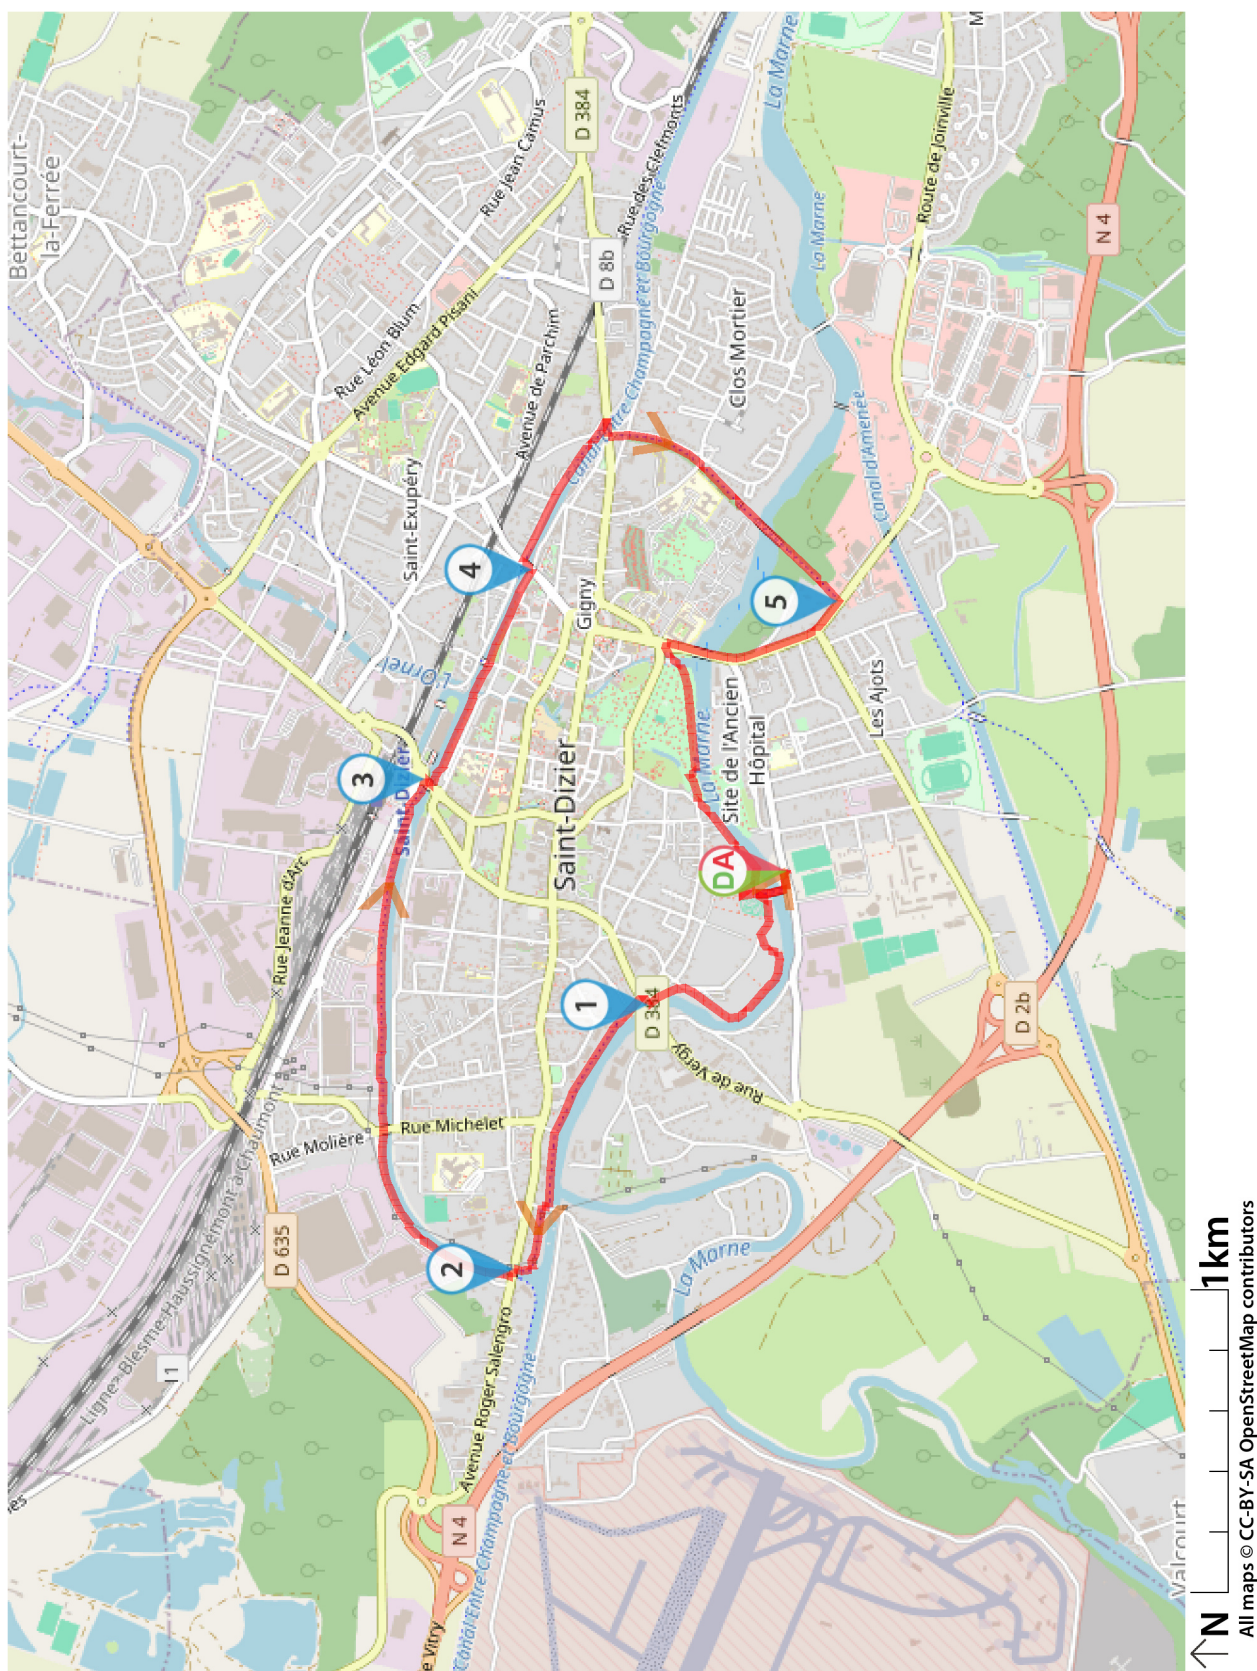 Bettancourt-
la-Ferrée
La Marne
D 384
Rue Jean Camus
Rue des Clefmonts
Route de Joinville
La Marne
N 4
D 8b
Canal Entre Champagne et Bourgogne
Rue Léon Blum
Avenue Edgard Pisani
Avenue de Parchim
Clos Mortier
Canal d'Amenée
Saint-Exupéry
4
Gigny
5
L'Ornel
Les Ajots
3
Saint-Dizier
La Marne
Site de l'Ancien
Hôpital
Saint-Dizier
DA
Rue Jeanne d'Arc
1
D 384
D 2b
Rue de Vergy
Rue Michelet
Rue Molière
Ligne Blesme-Haussignémont à Chaumont
D 635
2
La Marne
Avenue Roger Salengro
11
N 4
Canal Entre Champagne et Bourgogne
e Vitry
Valcourt
N
1km
All maps © CC-BY-SA OpenStreetMap contributors